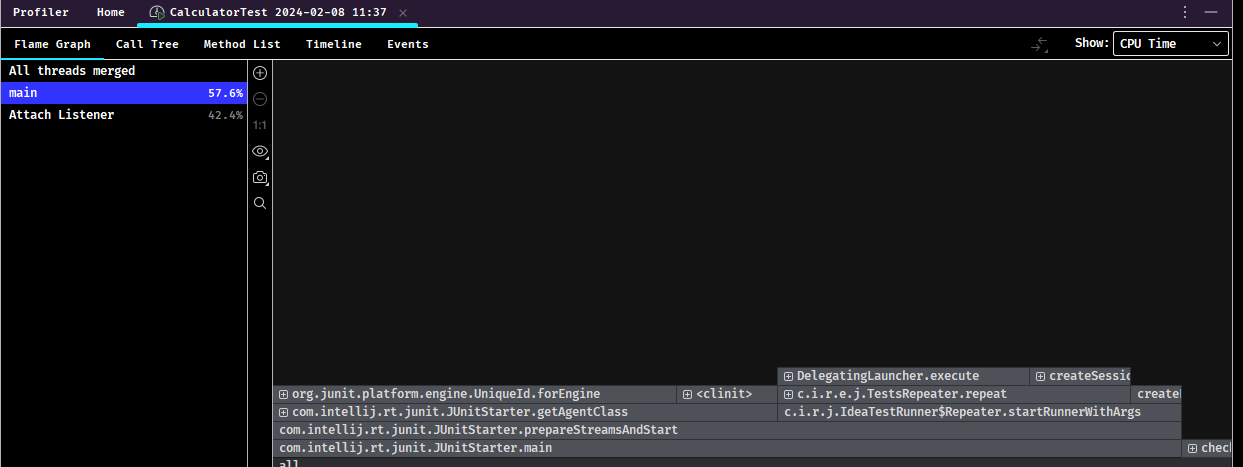 Profiler Home CalculatorTest 2024-02-08 11:37
Flame Graph Call Tree Method List Timeline Events Show: CPU Time
All threads merged
main 57.6%
Attach Listener 42.4%
1:1
DelegatingLauncher.execute createSessio
org.junit.platform.engine.UniqueId.forEngine <clinit> c.i.r.e.j.TestsRepeater.repeat create
com.intellij.rt.junit.JUnitStarter.getAgentClass c.i.r.j.IdeaTestRunner$Repeater.startRunnerWithArgs
com.intellij.rt.junit.JUnitStarter.prepareStreamsAndStart
com.intellij.rt.junit.JUnitStarter.main chec
all